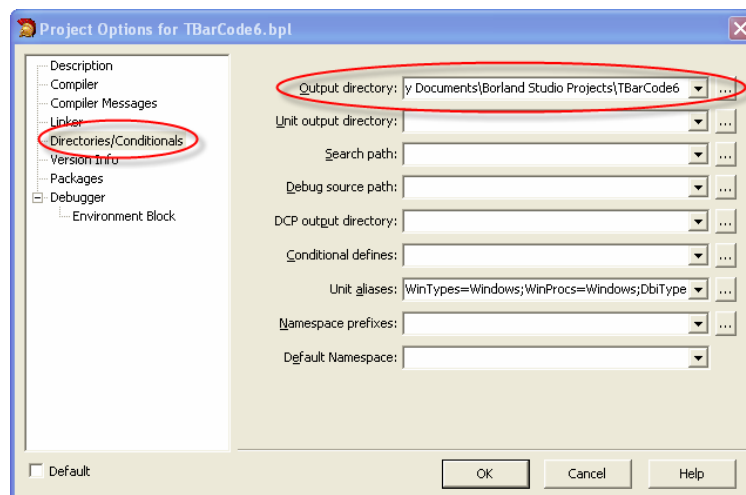 Project Options for TBarCode6.bpl
Description
Compiler
Compiler Messages
Linker
Directories/Conditionals
Version Info
Packages
Debugger
Environment Block
Output directory: y Documents\Borland Studio Projects\TBarCode6 ...
Unit output directory: ...
Search path: ...
Debug source path: ...
DCP output directory: ...
Conditional defines: ...
Unit aliases: WinTypes=Windows;WinProcs=Windows;DbiType ...
Namespace prefixes: ...
Default Namespace:
Default
OK Cancel Help